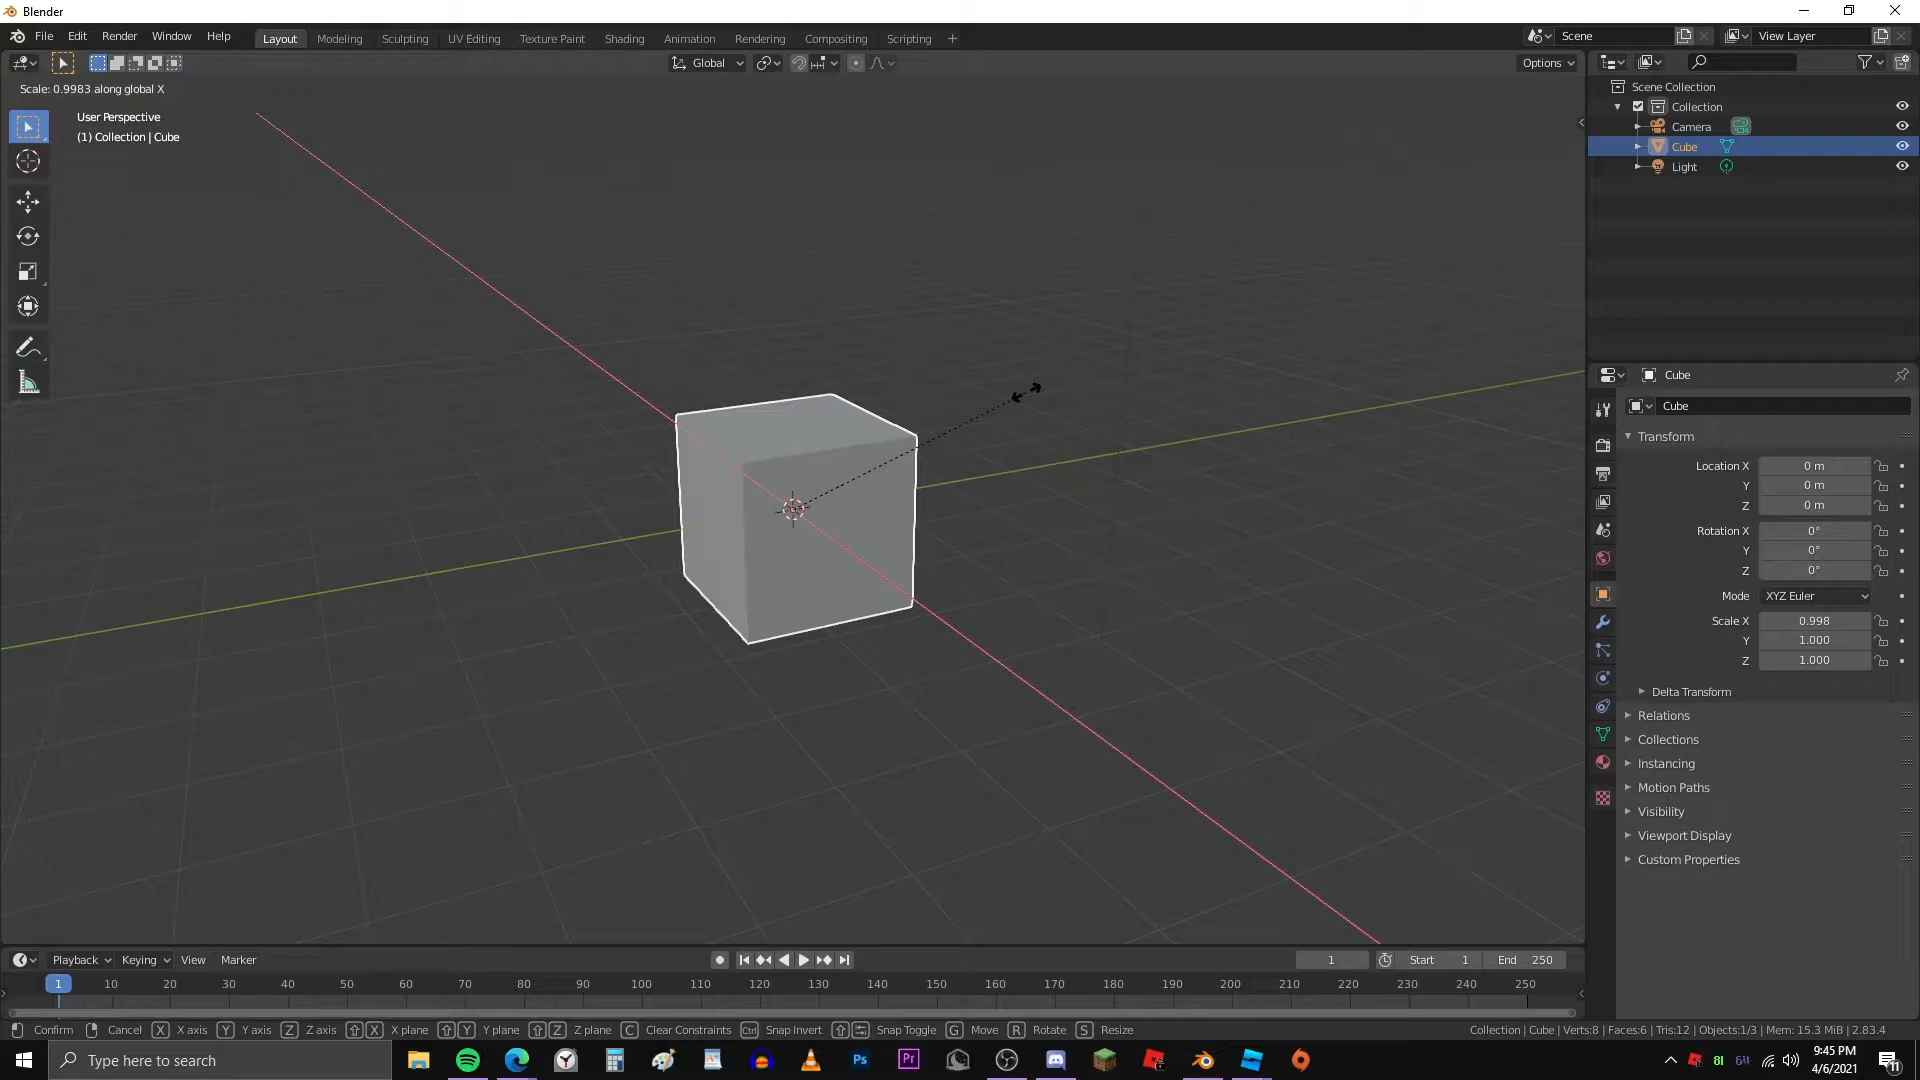 Blender
File Edit Render Window Help
Layout Modeling Sculpting UV Editing Texture Paint Shading Animation Rendering Compositing Scripting +
Scene
View Layer
Global
Options
Scale: 0.9983 along global X
User Perspective
(1) Collection | Cube
Scene Collection
Collection
Camera
Cube
Light
Cube
Cube
Transform
Location X 0 m
Y 0 m
Z 0 m
Rotation X 0°
Y 0°
Z 0°
Mode XYZ Euler
Scale X 0.998
Y 1.000
Z 1.000
Delta Transform
Relations
Collections
Instancing
Motion Paths
Visibility
Viewport Display
Custom Properties
Playback Keying View Marker
1 Start 1 End 250
1 10 20 30 40 50 60 70 80 90 100 110 120 130 140 150 160 170 180 190 200 210 220 230 240 250
Confirm Cancel X X axis Y Y axis Z Z axis X X plane Y Y plane Z Z plane C Clear Constraints Ctrl Snap Invert Snap Toggle G Move R Rotate S Resize
Collection | Cube | Verts:8 | Faces:6 | Tris:12 | Objects:1/3 | Mem: 15.3 MiB | 2.83.4
Type here to search
Ps
Pr
9:45 PM
4/6/2021
11